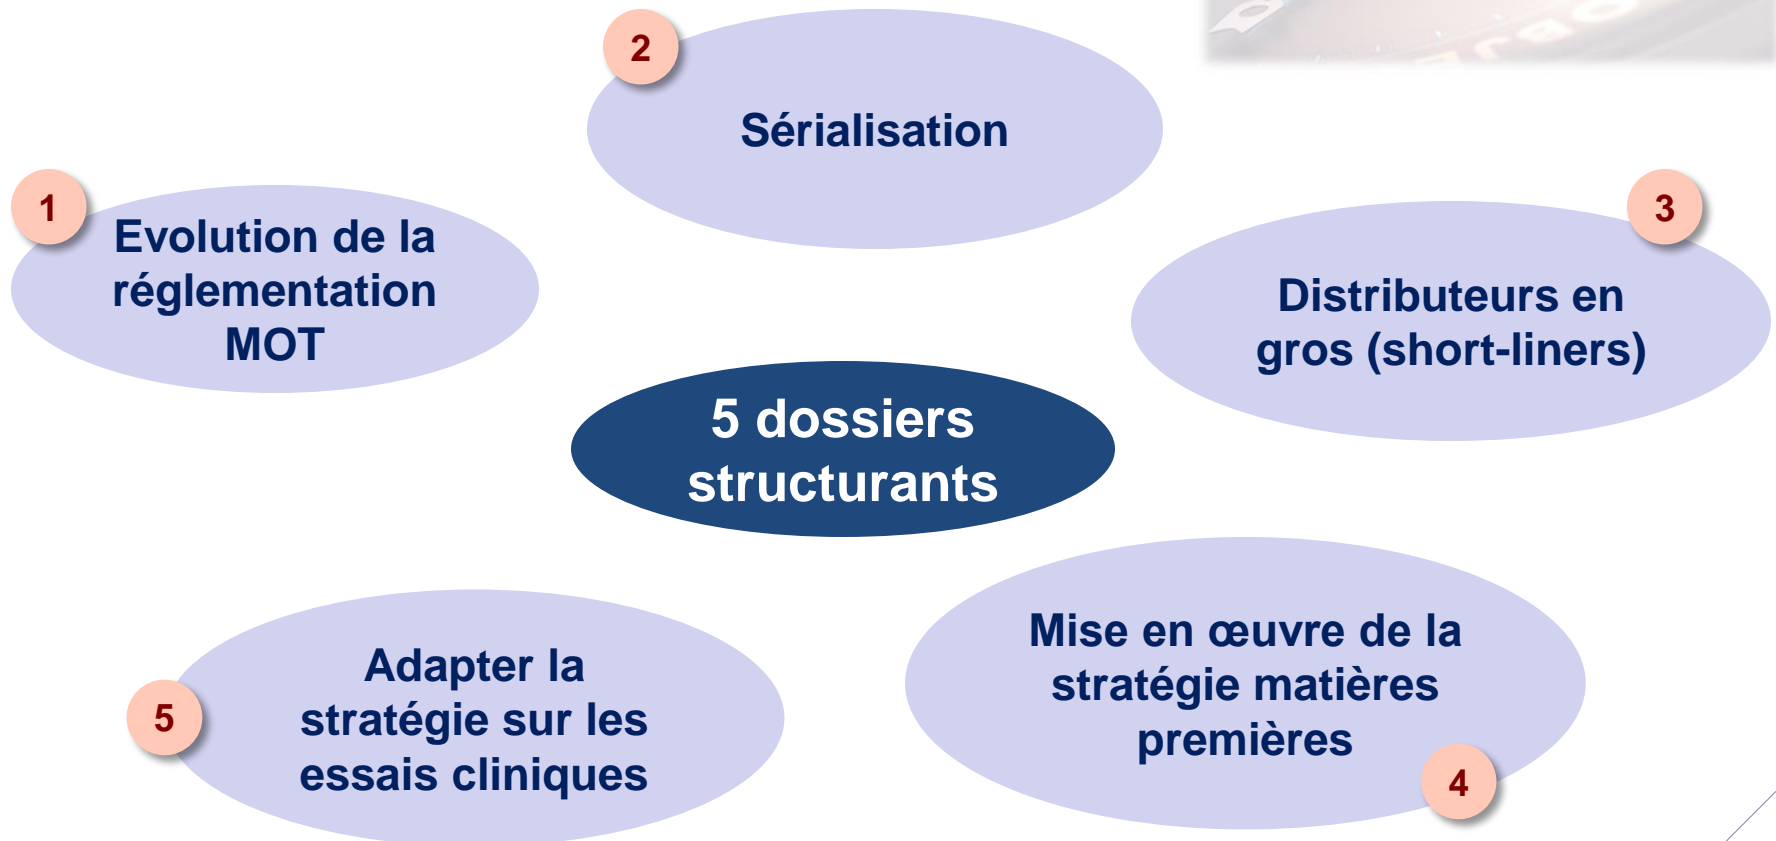 2
Sérialisation
1
Evolution de la
réglementation
MOT
3
Distributeurs en
gros (short-liners)
5 dossiers
structurants
Mise en œuvre de la
stratégie matières
premières
4
5
Adapter la
stratégie sur les
essais cliniques